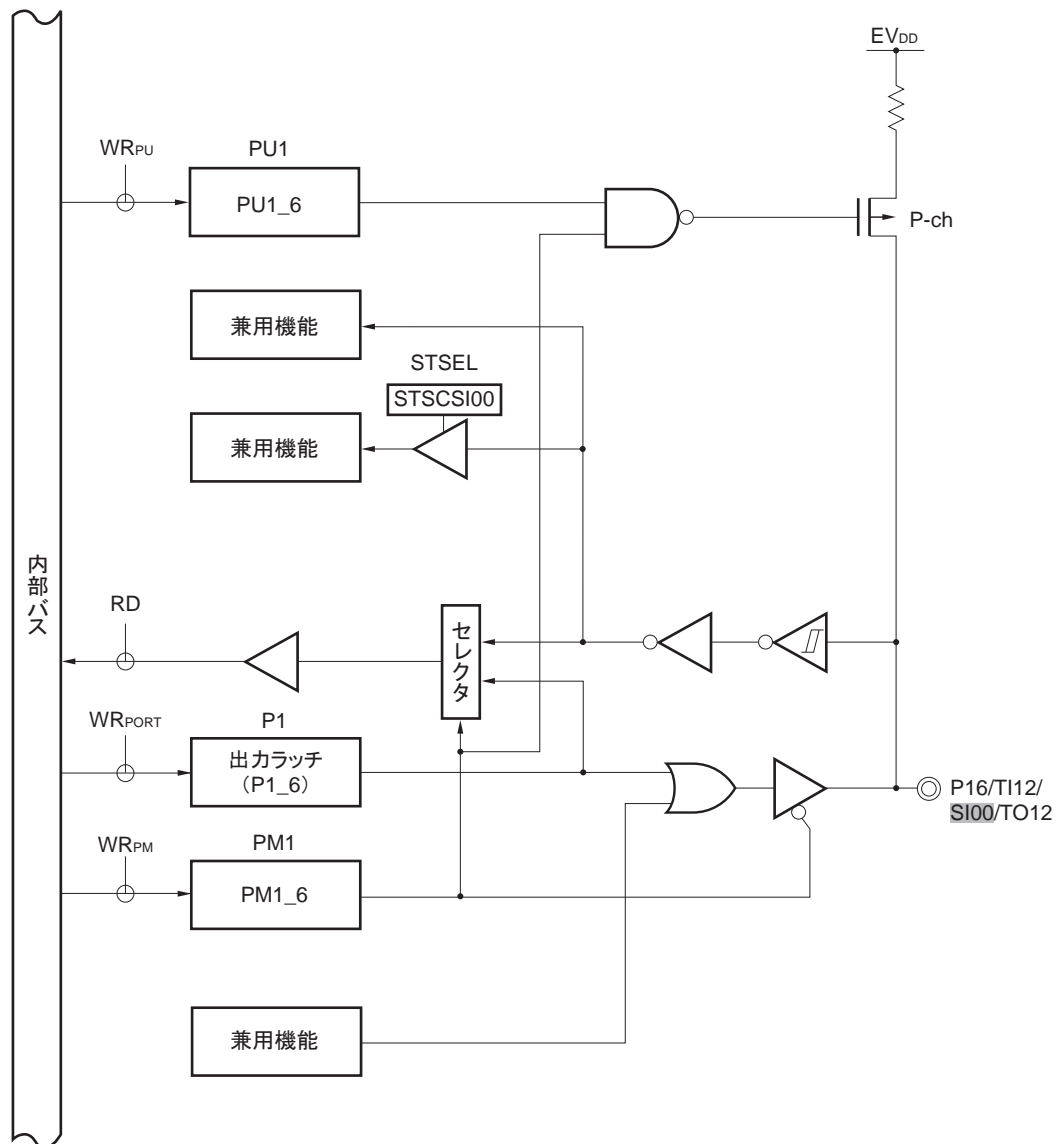 EVDD
WRPU
PU1
PU1_6
P-ch
兼用機能
STSEL
STSCSI00
兼用機能
内部バス
RD
セレクタ
WRPORT
P1
出力ラッチ
（P1_6）
P16/TI12/
SI00/TO12
WRPM
PM1
PM1_6
兼用機能